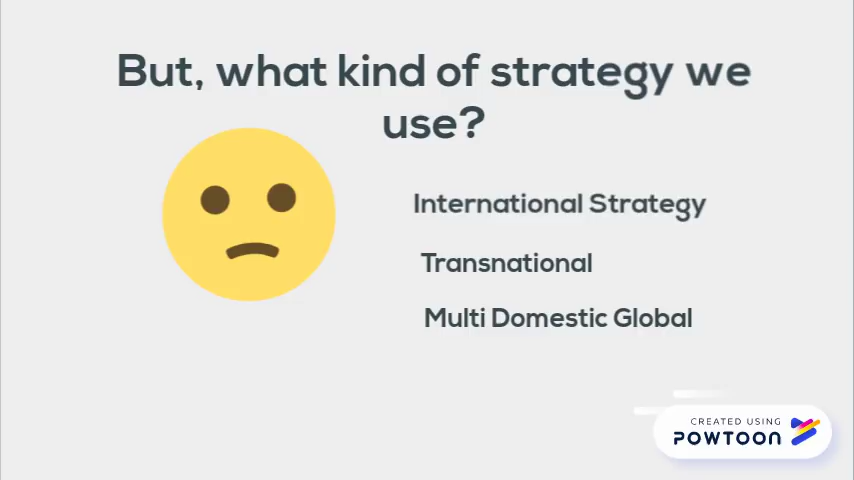 But, what kind of strategy we
use?
International Strategy
Transnational
Multi Domestic Global
CREATED USING
POWTOON